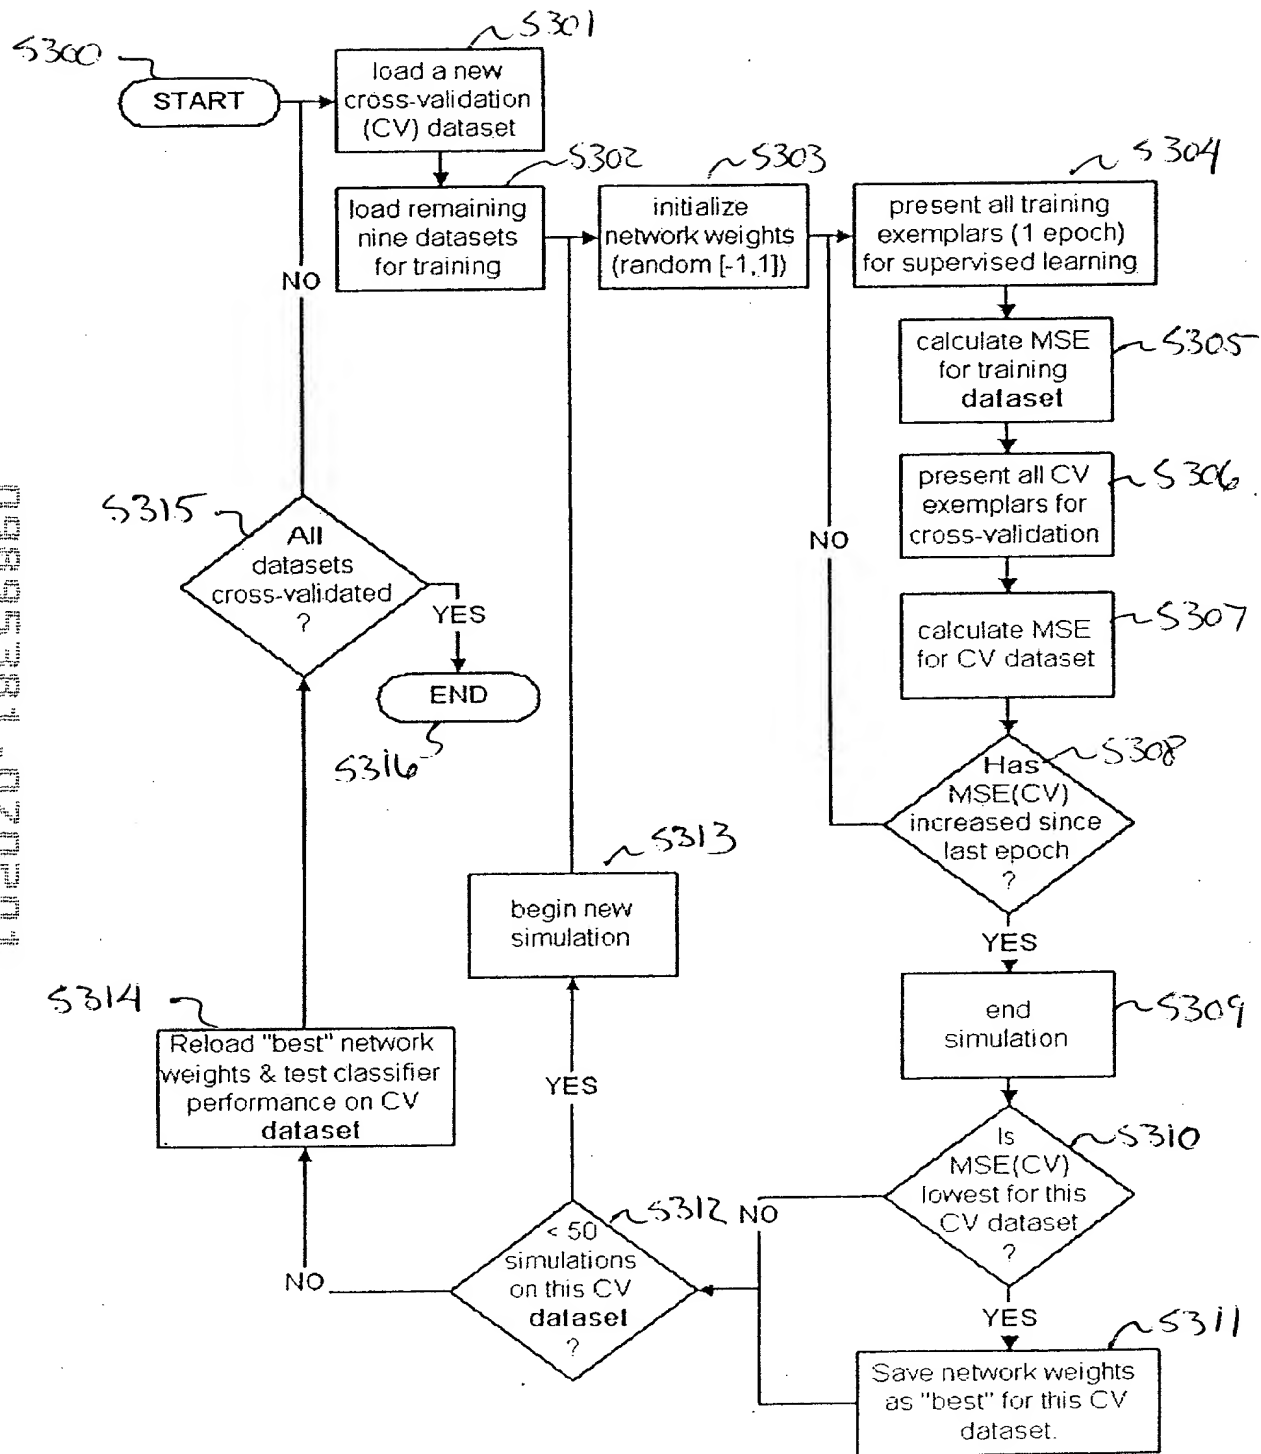 S300
START
S301
load a new
cross-validation
(CV) dataset
S302
load remaining
nine datasets
for training
S303
initialize
network weights
(random [-1,1])
S304
present all training
exemplars (1 epoch)
for supervised learning
calculate MSE
for training
dataset
S305
present all CV
exemplars for
cross-validation
S306
calculate MSE
for CV dataset
S307
Has
MSE(CV)
increased since
last epoch
?
S308
NO
YES
end
simulation
S309
Is
MSE(CV)
lowest for this
CV dataset
?
S310
NO
YES
Save network weights
as "best" for this CV
dataset.
S311
< 50
simulations
on this CV
dataset
?
S312
YES
NO
begin new
simulation
S313
S314
Reload "best" network
weights & test classifier
performance on CV
dataset
S315
All
datasets
cross-validated
?
NO
YES
END
S316
09895381.070201